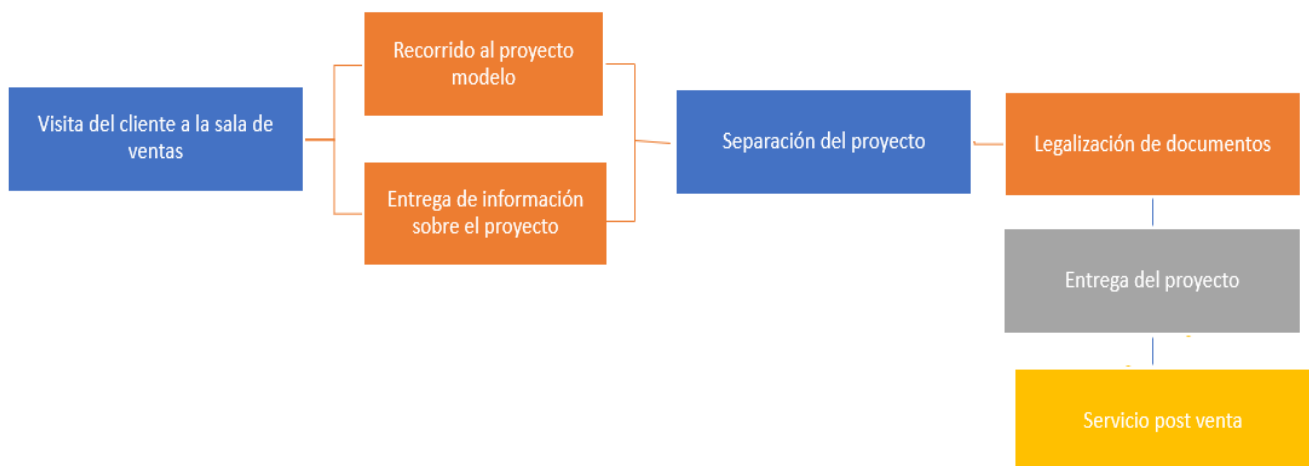 Visita del cliente a la sala de
ventas
Recorrido al proyecto
modelo
Entrega de información
sobre el proyecto
Separación del proyecto
Legalización de documentos
Entrega del proyecto
Servicio post venta